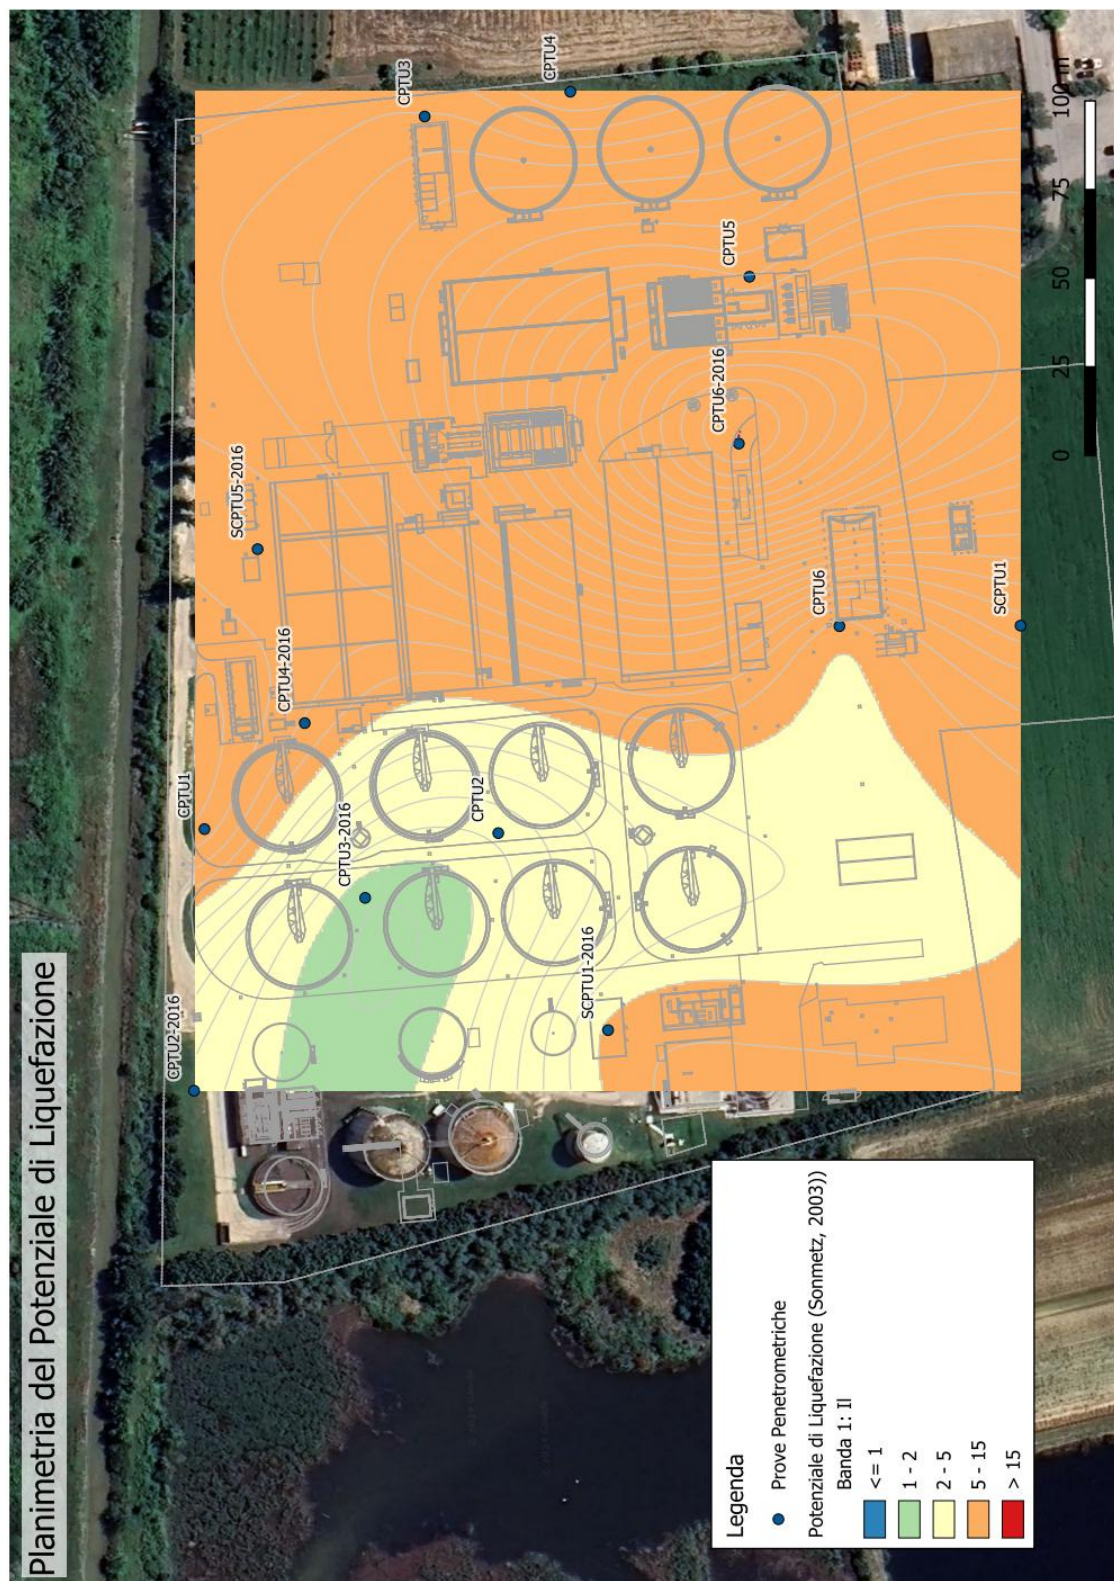 Planimetria del Potenziale di Liquefazione
CPTU2-2016
CPTU1
CPTU4-2016
SCPTU5-2016
CPTU3
CPTU4
CPTU3-2016
CPTU2
SCPTU1-2016
CPTU6-2016
CPTU5
CPTU6
SCPTU1
Legenda
Prove Penetrometriche
Potenziale di Liquefazione (Sonmetz, 2003))
Banda 1: Il
<= 1
1 - 2
2 - 5
5 - 15
> 15
0 25 50 75 100 m